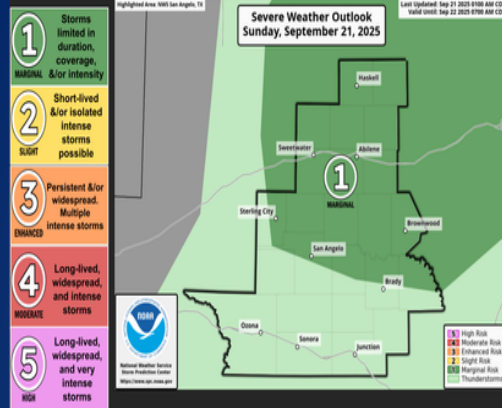 Highlighted Area: NWS San Angelo, TX
Severe Weather Outlook
Sunday, September 21, 2025
Last Updated: Sep 21 2025 0100 AM CD
Valid Until: Sep 22 2025 0700 AM CD
1
MARGINAL
Storms
limited in
duration,
coverage,
&/or intensity
2
SLIGHT
Short-lived
&/or isolated
intense
storms
possible
3
ENHANCED
Persistent &/or
widespread.
Multiple
intense storms
4
MODERATE
Long-lived,
widespread,
and intense
storms
5
HIGH
Long-lived,
widespread,
and very
intense
storms
Haskell
Sweetwater
Abilene
1
MARGINAL
Sterling City
Brownwood
San Angelo
Brady
Ozona
Sonora
Junction
NOAA
National Weather Service
Storm Prediction Center
https://www.spc.noaa.gov
5 High Risk
4 Moderate Risk
3 Enhanced Risk
2 Slight Risk
1 Marginal Risk
Thunderstorms